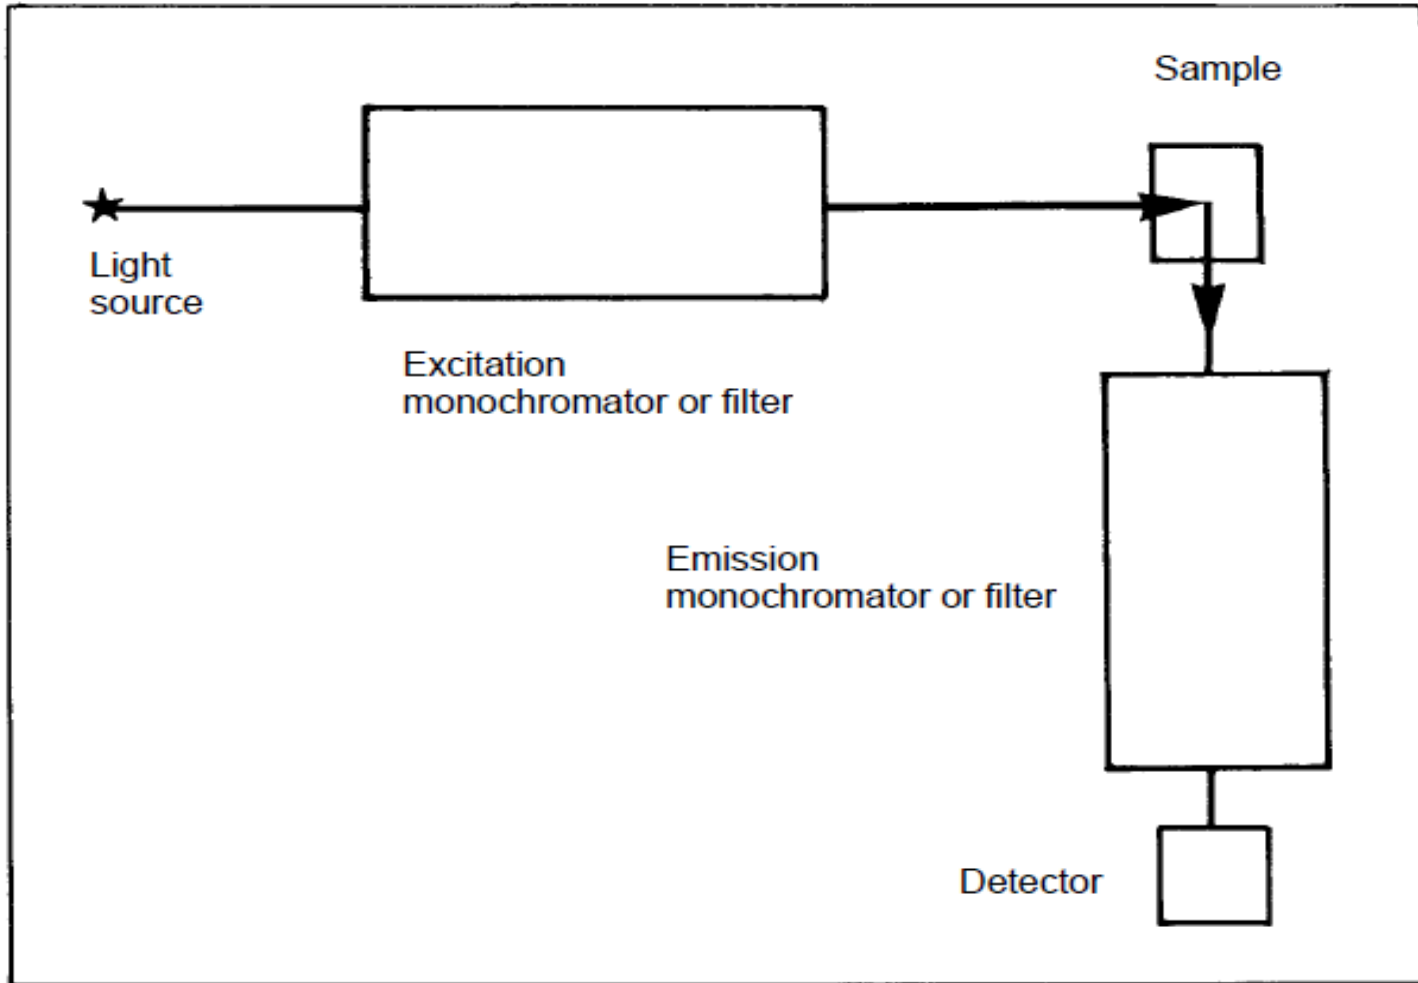 Sample
Light
source
Excitation
monochromator or filter
Emission
monochromator or filter
Detector